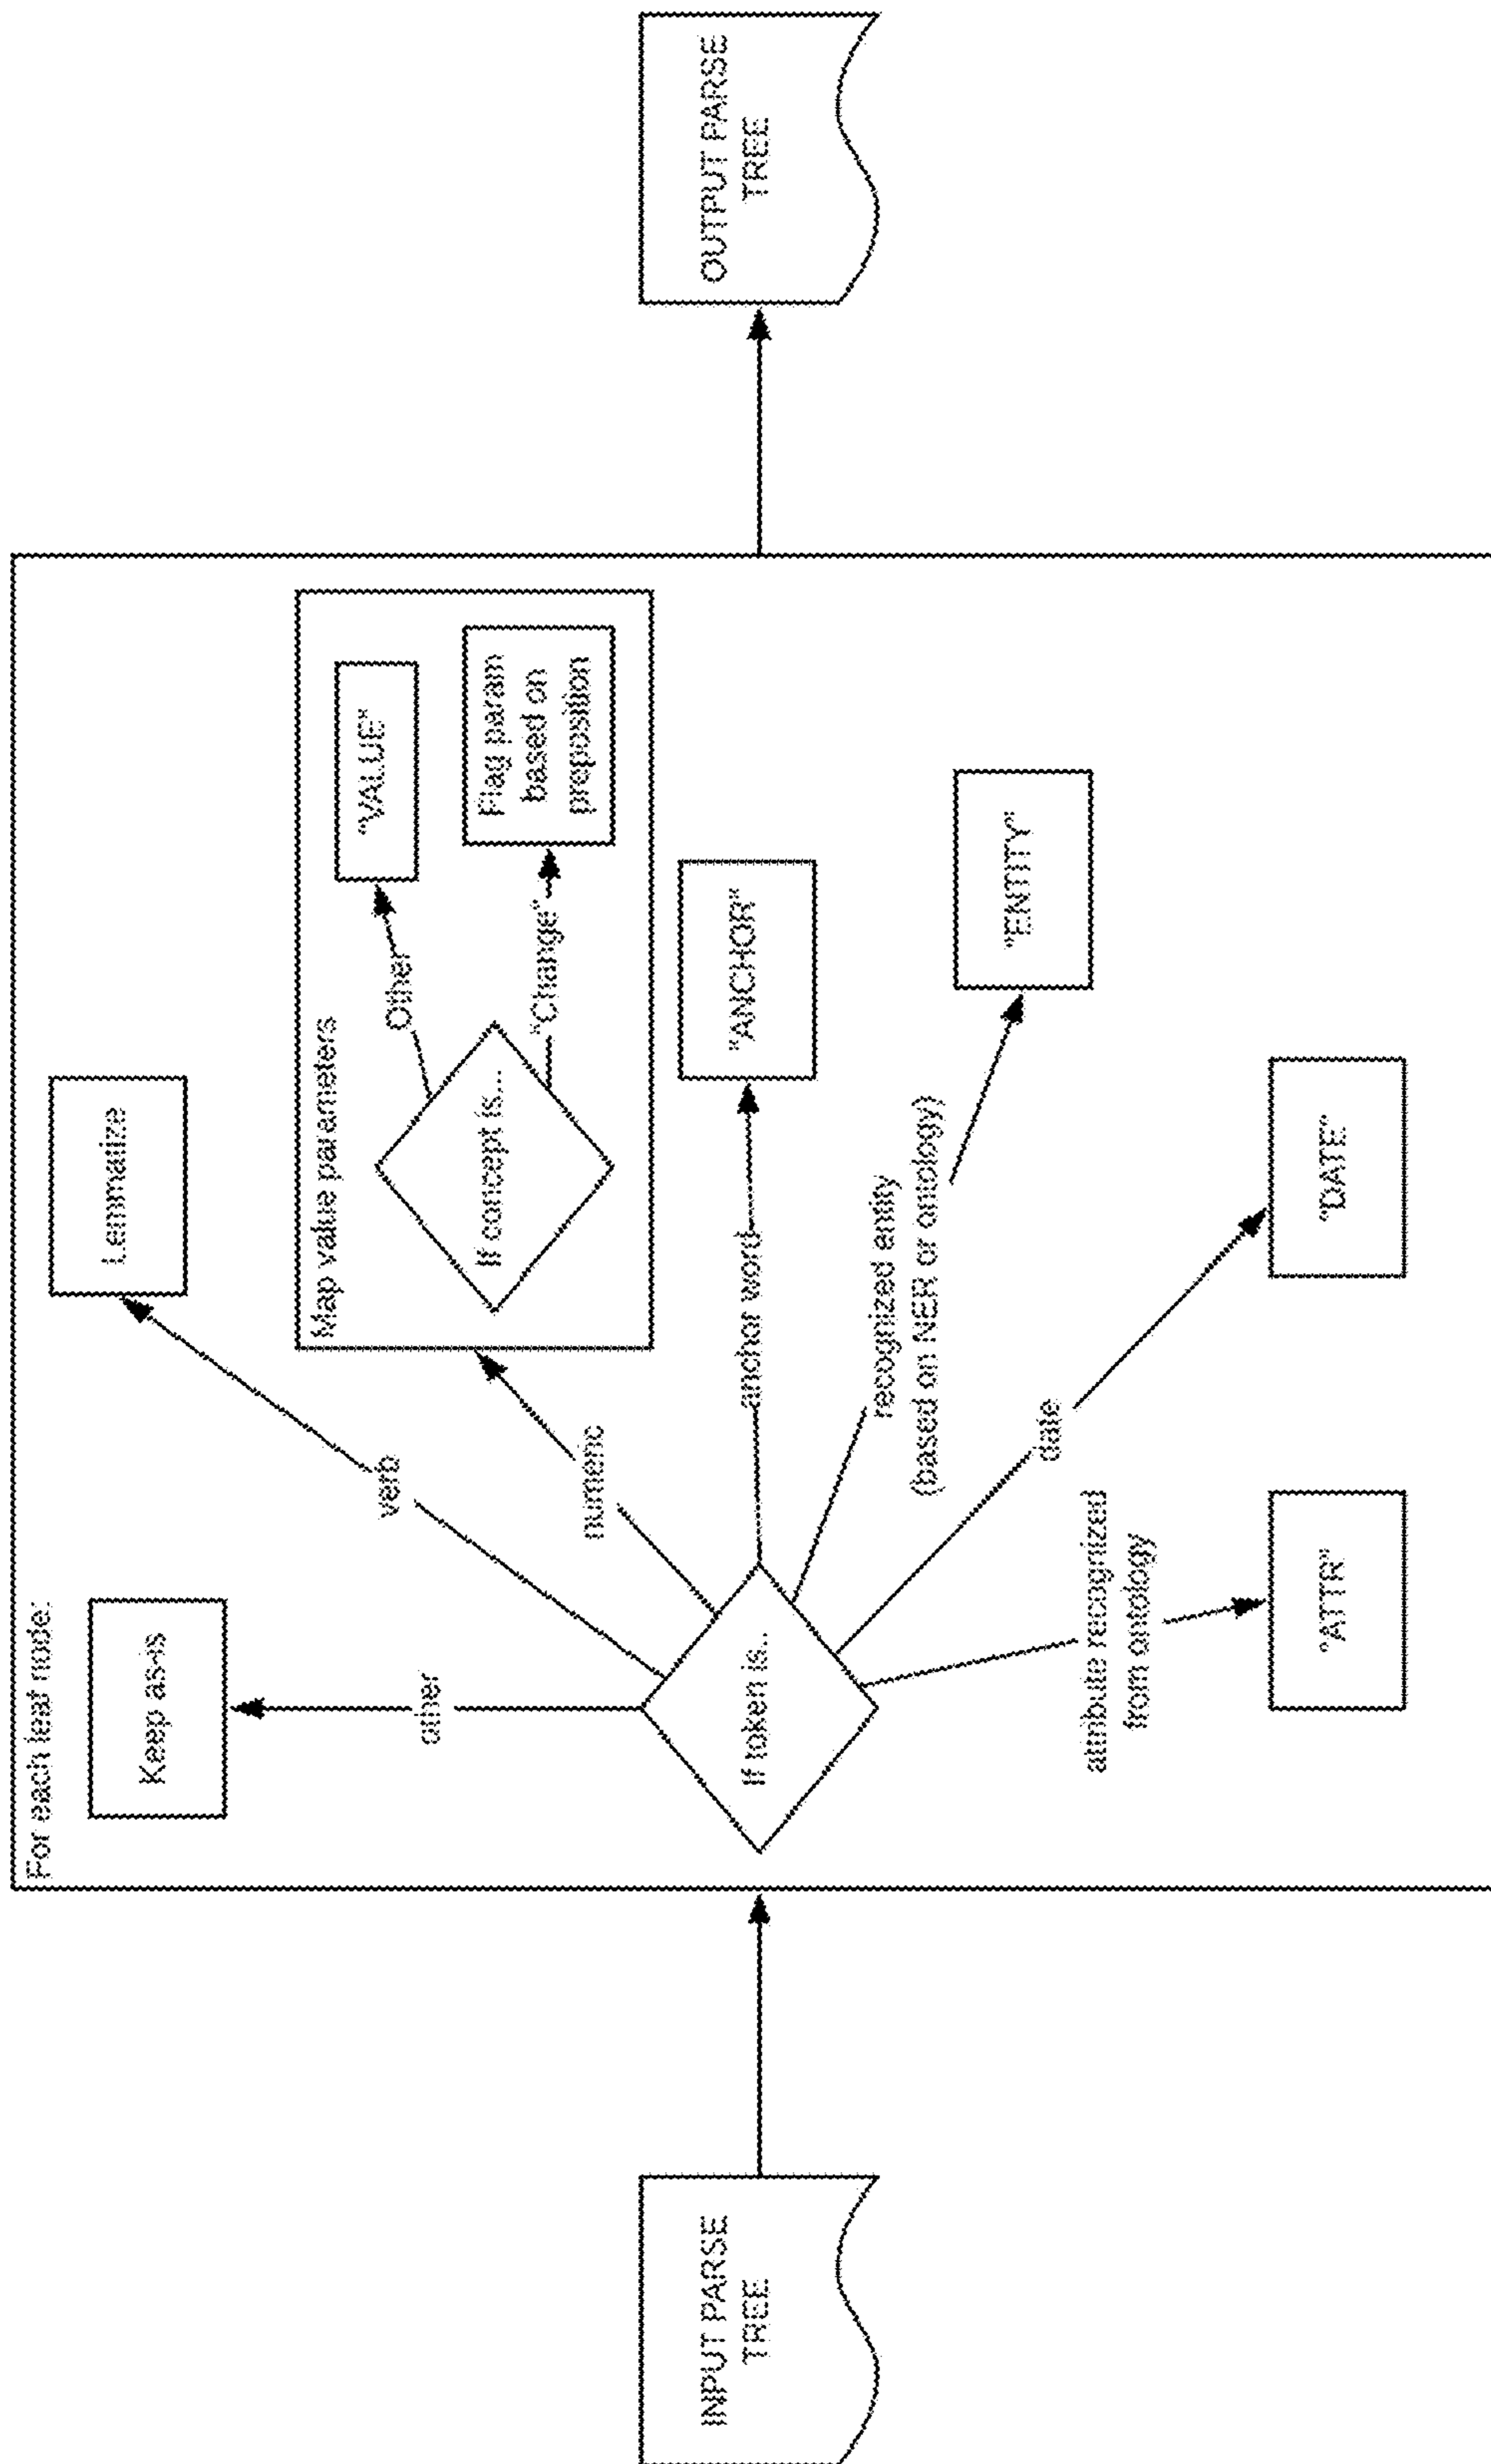 INPUT PARSE
TREE
For each leaf node:
Keep as-is
other
Lemmatize
verb
numeric
Map value parameters
If concept is...
Other
"VALUE"
"Change"
Flag param
based on
preposition
If token is..
anchor word
"ANCHOR"
recognized entity
(based on NER or ontology)
"ENTITY"
date
"DATE"
attribute recognized
from ontology
"ATTR"
OUTPUT PARSE
TREE